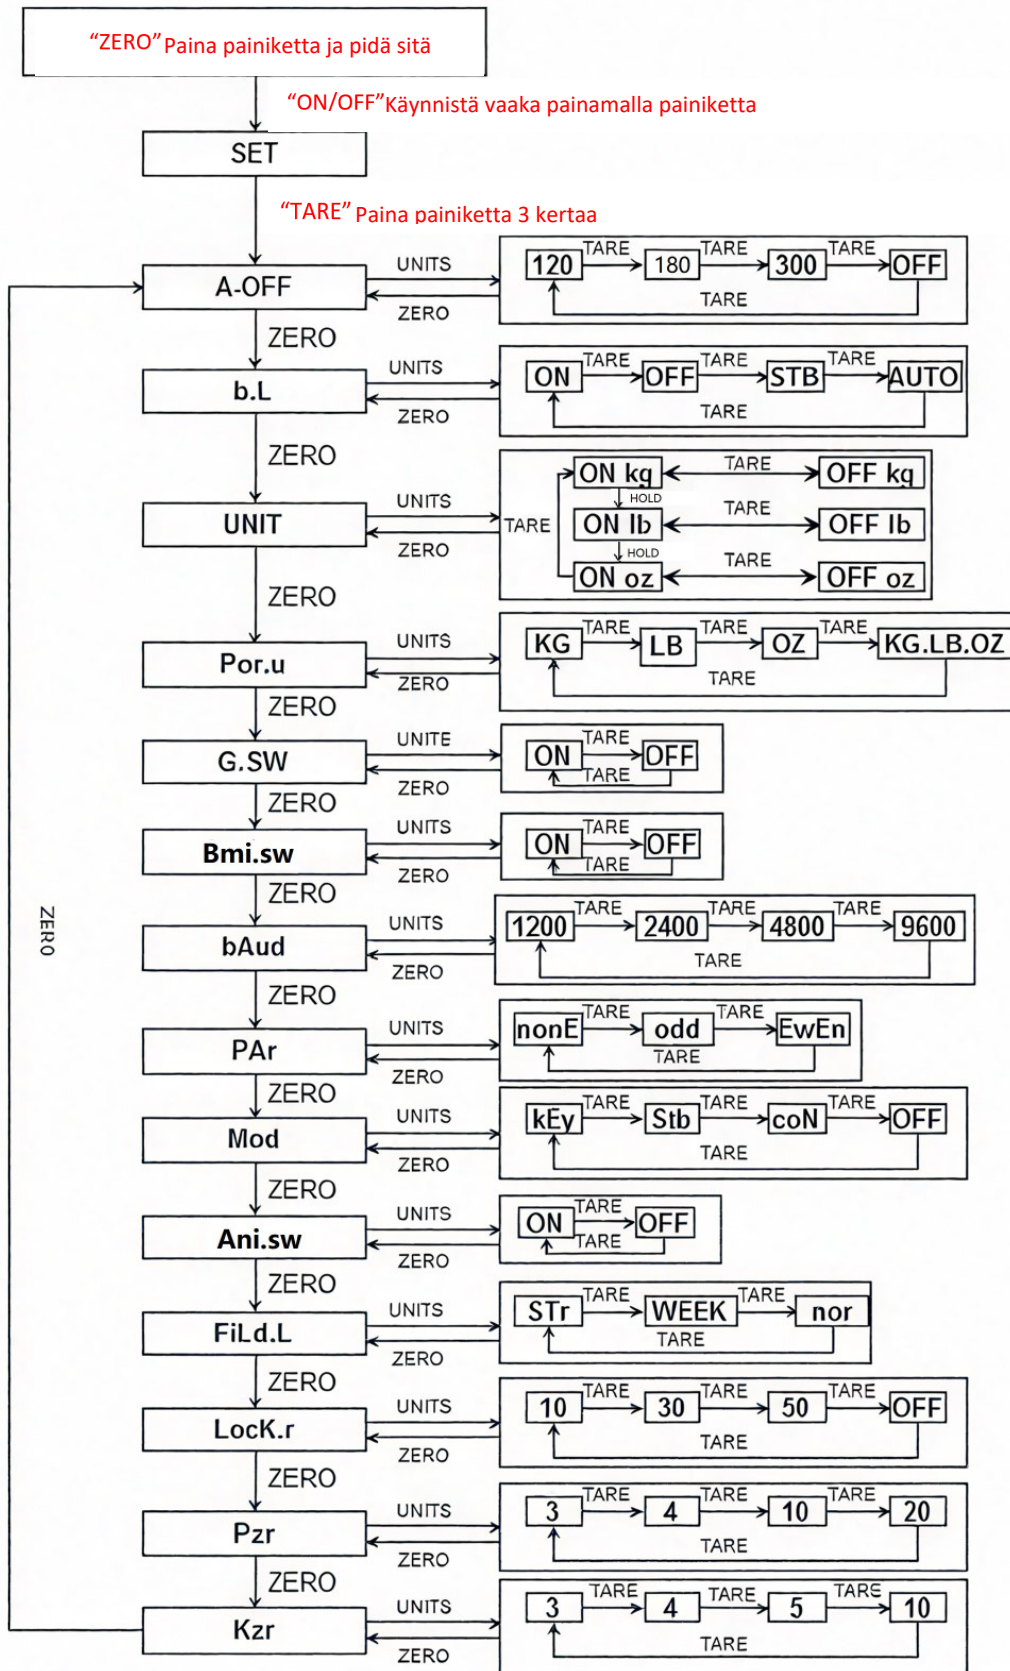 “ZERO” Paina painiketta ja pidä sitä
“ON/OFF” Käynnistä vaaka painamalla painiketta
SET
“TARE” Paina painiketta 3 kertaa
A-OFF
UNITS
ZERO
120 TARE 180 TARE 300 TARE OFF
TARE
ZERO
b.L
UNITS
ZERO
ON TARE OFF TARE STB TARE AUTO
TARE
ZERO
UNIT
UNITS
ZERO
TARE
ON kg TARE OFF kg
HOLD
ON lb TARE OFF lb
HOLD
ON oz TARE OFF oz
ZERO
Por.u
UNITS
ZERO
KG TARE LB TARE OZ TARE KG.LB.OZ
TARE
ZERO
G.SW
UNITE
ZERO
ON TARE OFF
TARE
ZERO
Bmi.sw
UNITS
ZERO
ON TARE OFF
TARE
ZERO
bAud
UNITS
ZERO
1200 TARE 2400 TARE 4800 TARE 9600
TARE
ZERO
PAr
UNITS
ZERO
nonE TARE odd TARE EwEn
TARE
ZERO
Mod
UNITS
ZERO
kEy TARE Stb TARE coN TARE OFF
TARE
ZERO
Ani.sw
UNITS
ZERO
ON TARE OFF
TARE
ZERO
FiLd.L
UNITS
ZERO
STr TARE WEEK TARE nor
TARE
ZERO
LocK.r
UNITS
ZERO
10 TARE 30 TARE 50 TARE OFF
TARE
ZERO
Pzr
UNITS
ZERO
3 TARE 4 TARE 10 TARE 20
TARE
ZERO
Kzr
UNITS
ZERO
3 TARE 4 TARE 5 TARE 10
TARE
ZERO